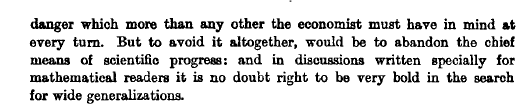 danger which more than any other the economist must have in mind at
every turn. But to avoid it altogether, would be to abandon the chief
means of scientific progress: and in discussions written specially for
mathematical readers it is no doubt right to be very bold in the search
for wide generalizations.